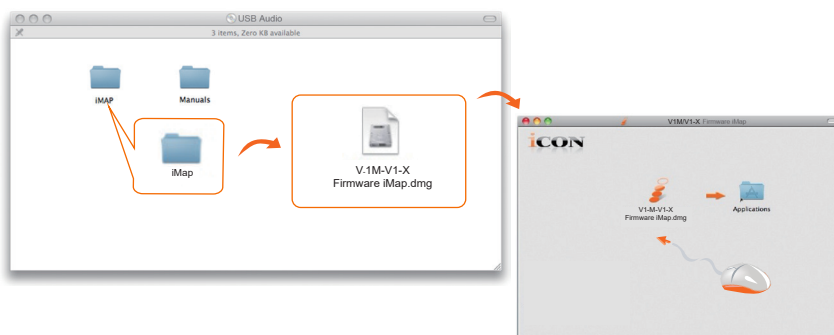 USB Audio
3 items, Zero KB available
iMAP
Manuals
iMap
V.1M-V1-X
Firmware iMap.dmg
V1M/V1-X Firmware iMap
iCON
V1-M-V1-X
Firmware iMap.dmg
Applications